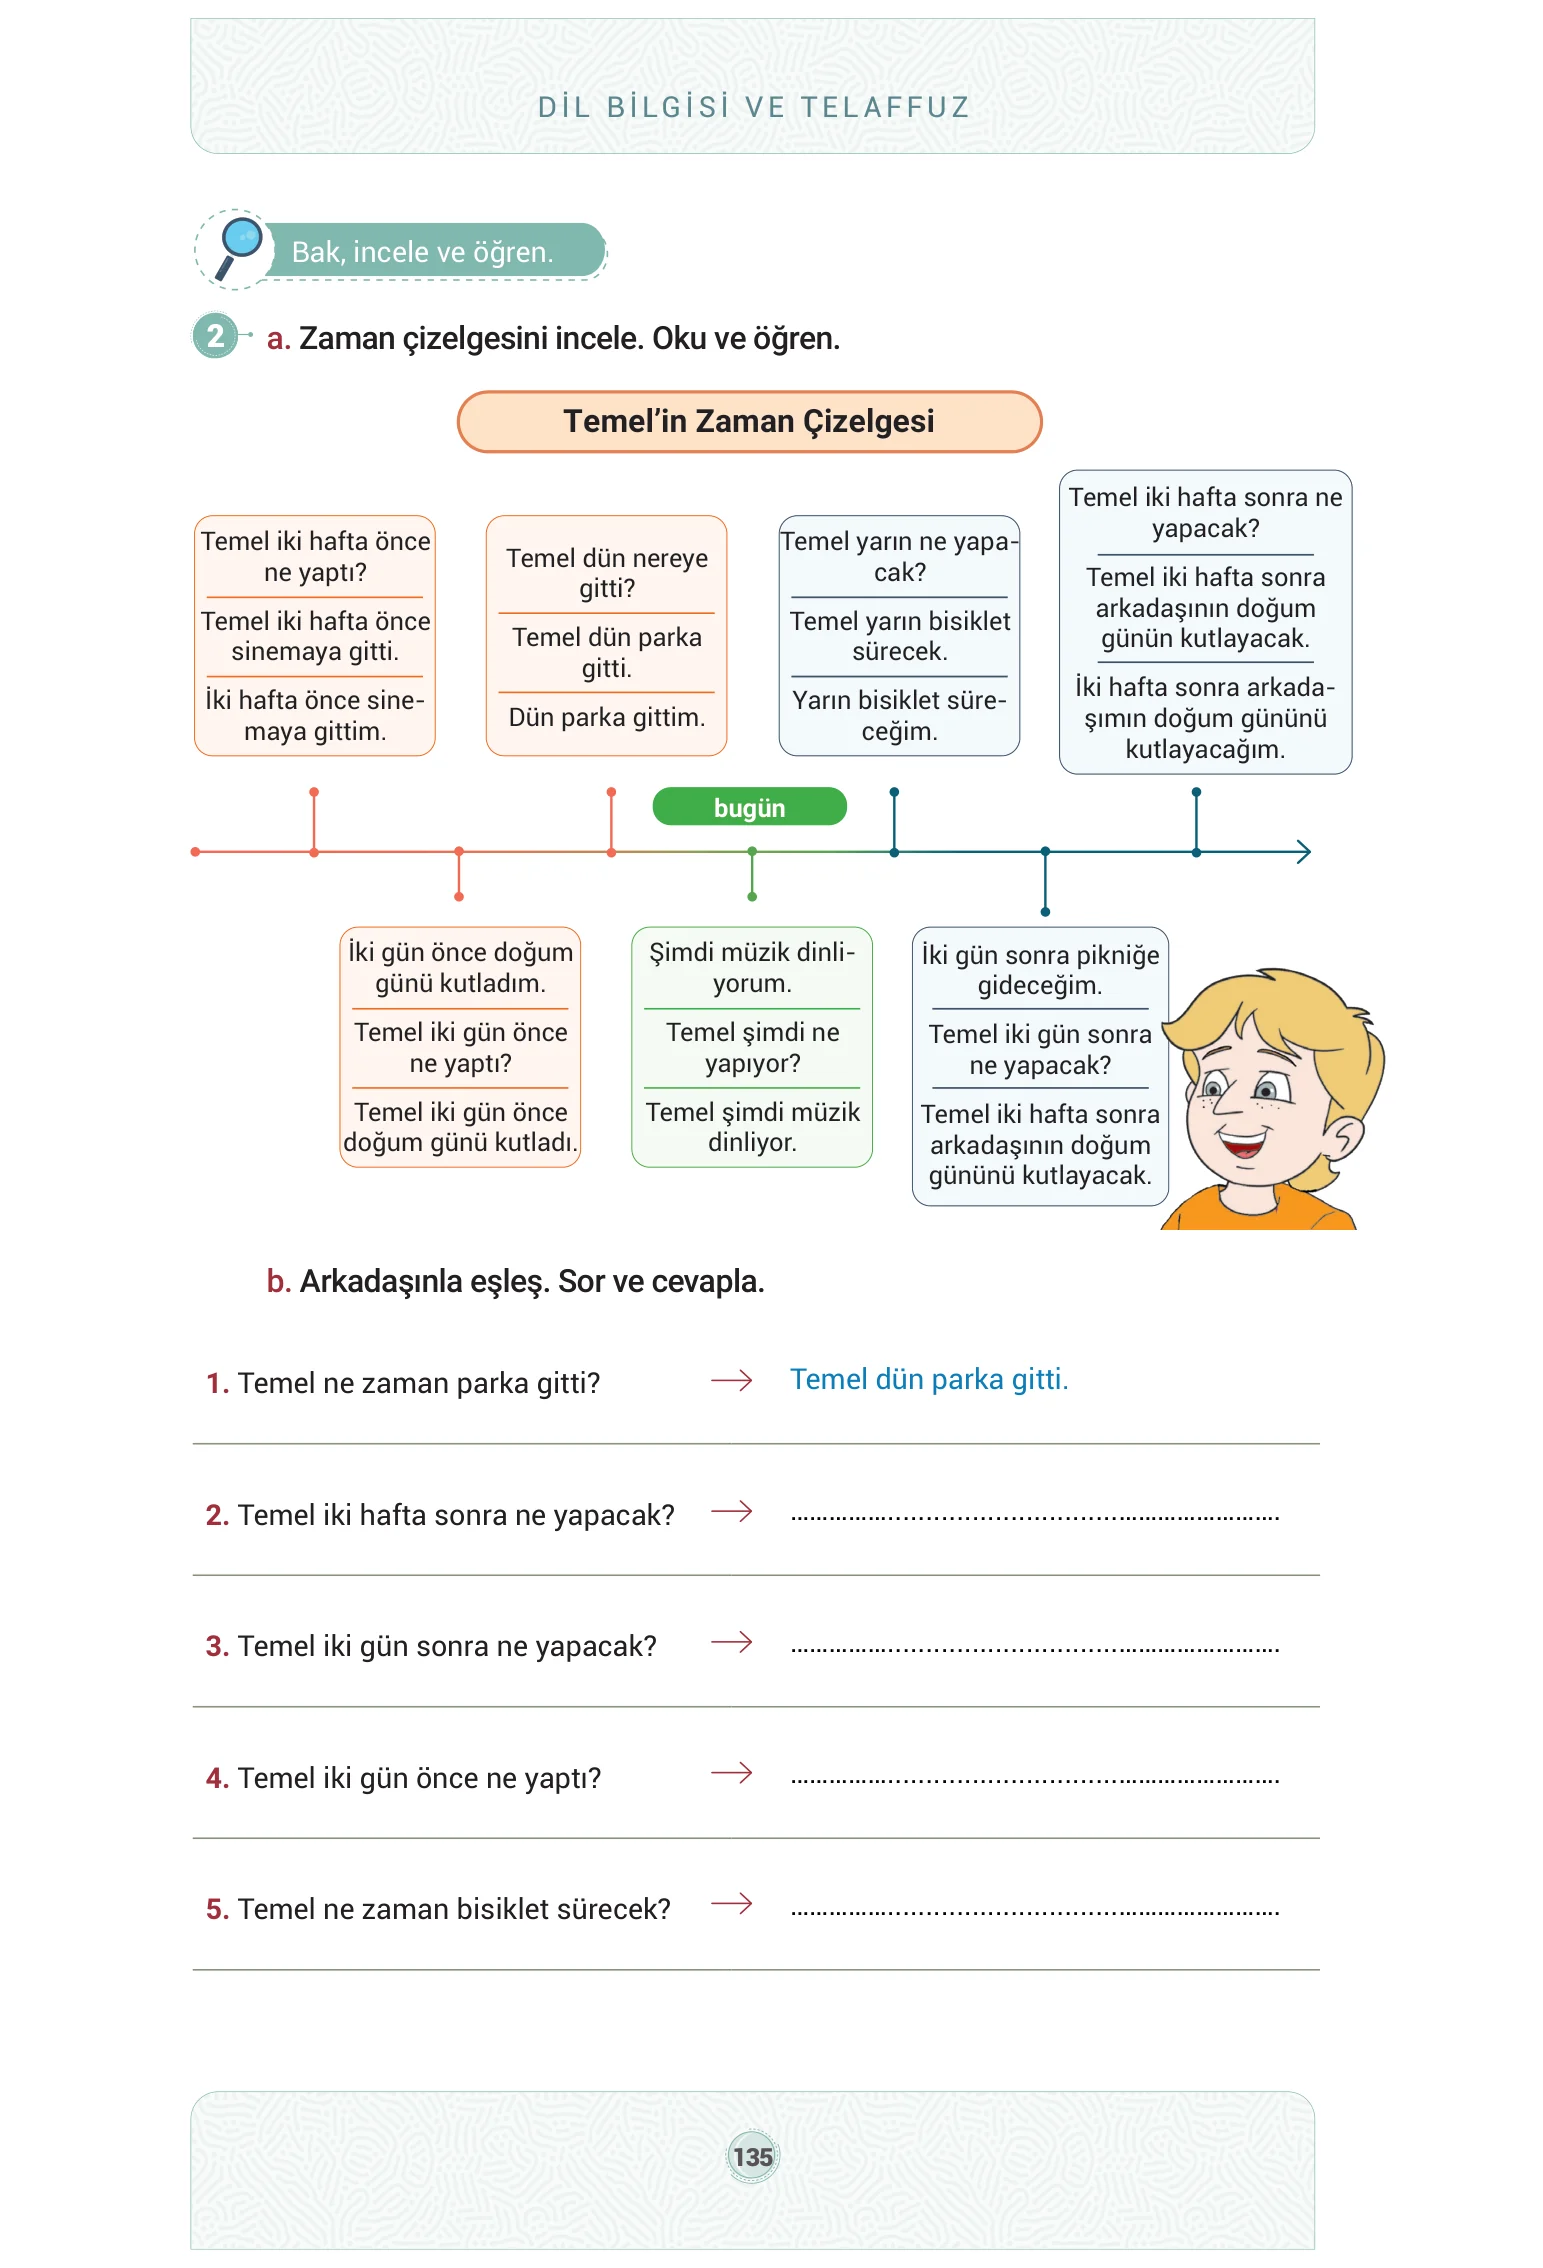 DİL BİLGİSİ VE TELAFFUZ
Bak, incele ve öğren.
2
a. Zaman çizelgesini incele. Oku ve öğren.
Temel'in Zaman Çizelgesi
Temel iki hafta önce
ne yaptı?
Temel iki hafta önce
sinemaya gitti.
İki hafta önce sine-
maya gittim.
Temel dün nereye
gitti?
Temel dün parka
gitti.
Dün parka gittim.
Temel yarın ne yapa-
cak?
Temel yarın bisiklet
sürecek.
Yarın bisiklet süre-
ceğim.
Temel iki hafta sonra ne
yapacak?
Temel iki hafta sonra
arkadaşının doğum
günün kutlayacak.
İki hafta sonra arkada-
şımın doğum gününü
kutlayacağım.
bugün
İki gün önce doğum
günü kutladım.
Temel iki gün önce
ne yaptı?
Temel iki gün önce
doğum günü kutladı.
Şimdi müzik dinli-
yorum.
Temel şimdi ne
yapıyor?
Temel şimdi müzik
dinliyor.
İki gün sonra pikniğe
gideceğim.
Temel iki gün sonra
ne yapacak?
Temel iki hafta sonra
arkadaşının doğum
gününü kutlayacak.
b. Arkadaşınla eşleş. Sor ve cevapla.
1. Temel ne zaman parka gitti? → Temel dün parka gitti.
2. Temel iki hafta sonra ne yapacak? → ......................................................
3. Temel iki gün sonra ne yapacak? → ......................................................
4. Temel iki gün önce ne yaptı? → ......................................................
5. Temel ne zaman bisiklet sürecek? → ......................................................
135